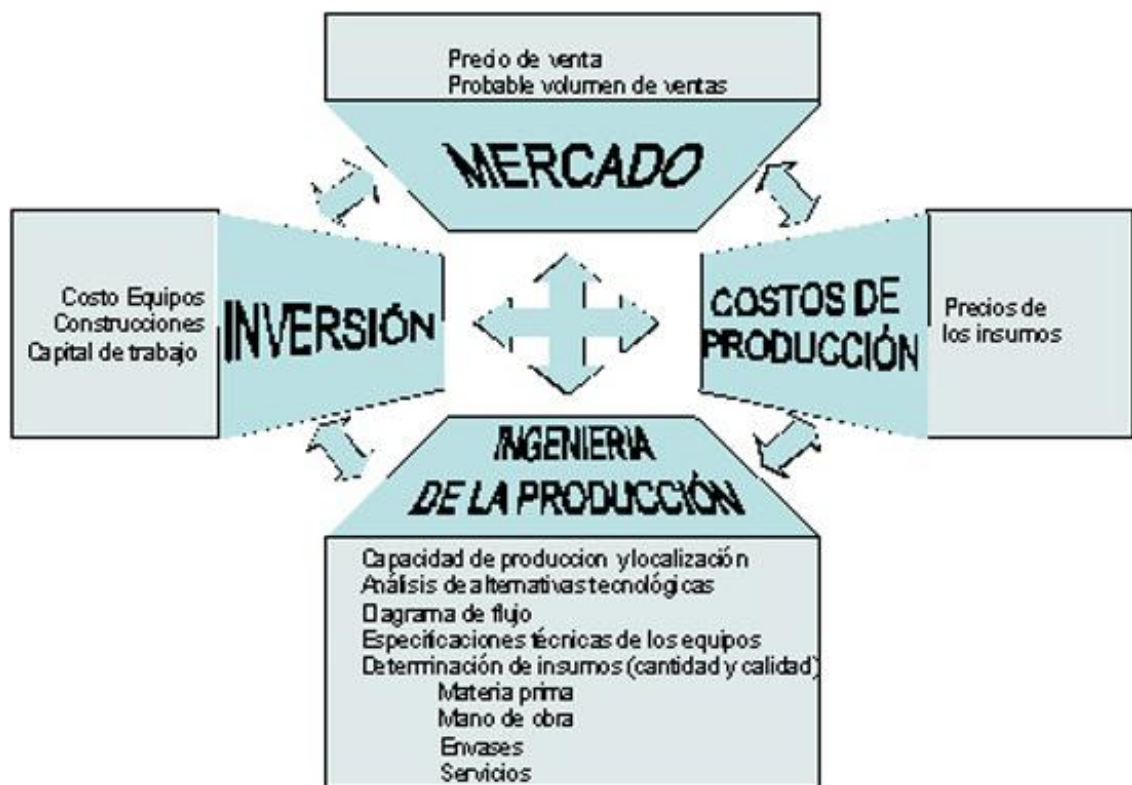 Precio de venta
Probable volumen de ventas
MERCADO
Costo Equipos
Construcciones
Capital de trabajo
INVERSIÓN
COSTOS DE
PRODUCCIÓN
Precios de
los insumos
INGENIERIA
DE LA PRODUCCIÓN
Capacidad de produccion y localización
Análisis de alternativas tecnológicas
Diagrama de flujo
Especificaciones técnicas de los equipos
Determinación de insumos (cantidad y calidad)
Materia prima
Mano de obra
Envases
Servicios